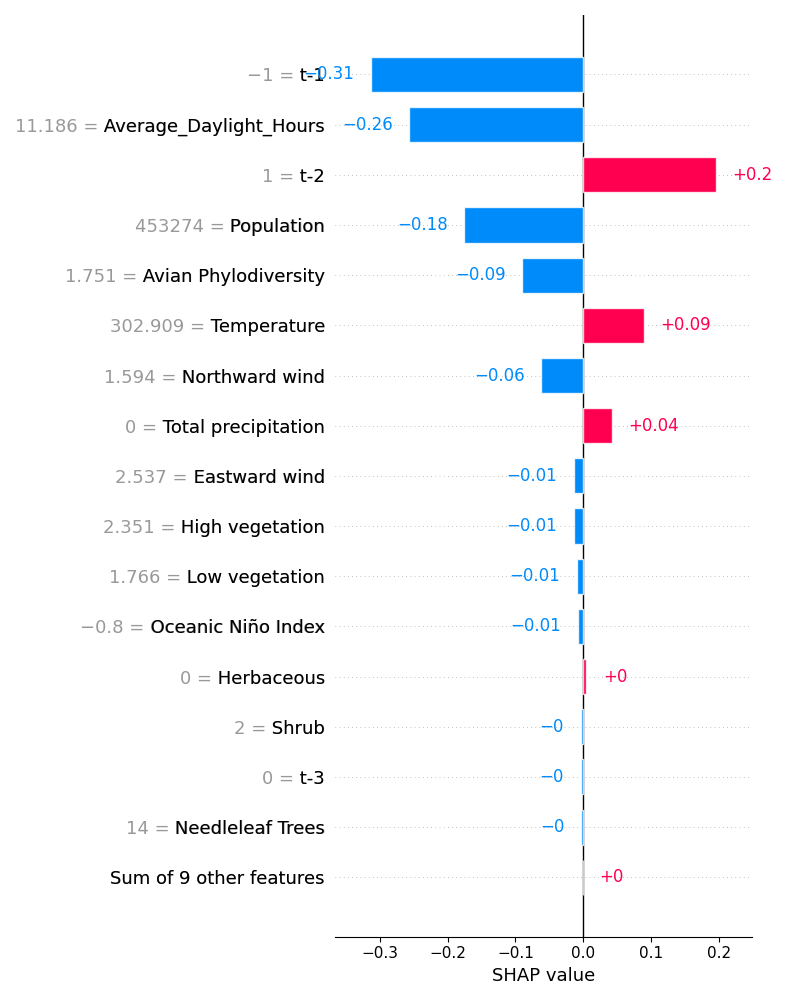 −1 = t-1 −0.31
11.186 = Average_Daylight_Hours −0.26
1 = t-2 +0.2
453274 = Population −0.18
1.751 = Avian Phylodiversity −0.09
302.909 = Temperature +0.09
1.594 = Northward wind −0.06
0 = Total precipitation +0.04
2.537 = Eastward wind −0.01
2.351 = High vegetation −0.01
1.766 = Low vegetation −0.01
−0.8 = Oceanic Niño Index −0.01
0 = Herbaceous +0
2 = Shrub −0
0 = t-3 −0
14 = Needleleaf Trees −0
Sum of 9 other features +0
−0.3 −0.2 −0.1 0.0 0.1 0.2
SHAP value